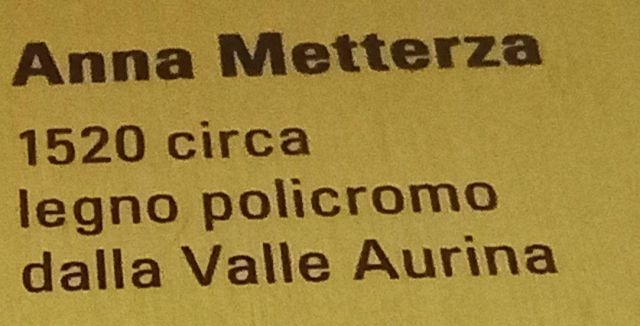 Anna Metterza
1520 circa
legno policromo
dalla Valle Aurina